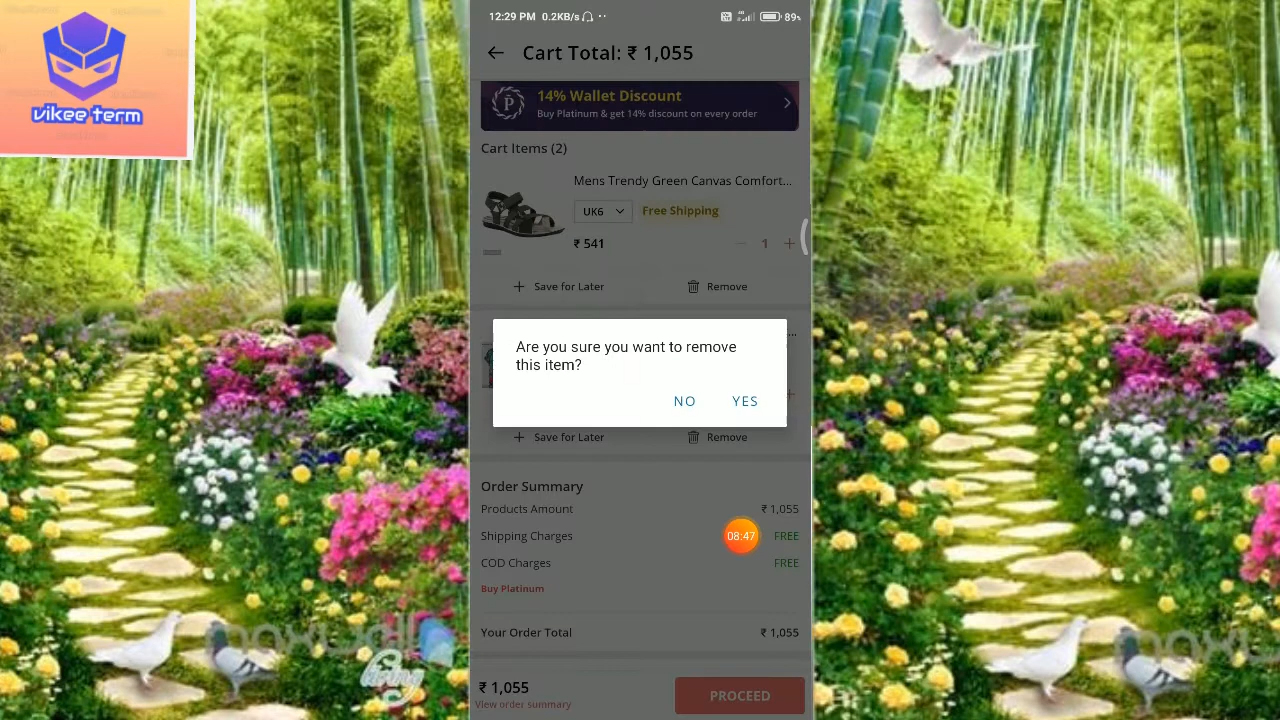 vikee term
12:29 PM 0.2KB/s
89%
Cart Total: ₹ 1,055
P
14% Wallet Discount
Buy Platinum & get 14% discount on every order
Cart Items (2)
Mens Trendy Green Canvas Comfort...
UK6
Free Shipping
₹ 541
1
Save for Later
Remove
Are you sure you want to remove
this item?
NO
YES
Save for Later
Remove
Order Summary
Products Amount
₹ 1,055
Shipping Charges
FREE
08:47
COD Charges
FREE
Buy Platinum
Your Order Total
₹ 1,055
₹ 1,055
View order summary
PROCEED